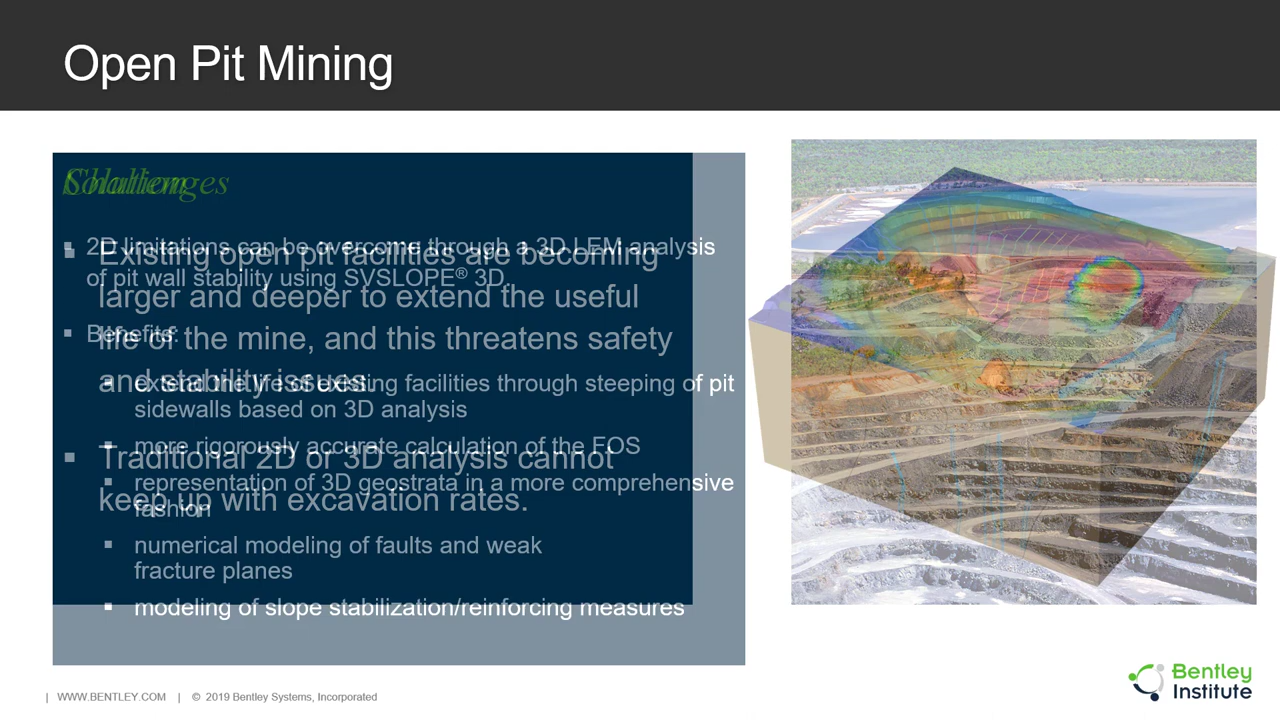 Open Pit Mining
Challenges
▪ Existing open pit facilities are becoming
larger and deeper to extend the useful
life of the mine, and this threatens safety
and stability issues.
▪ Traditional 2D or 3D analysis cannot
keep up with excavation rates.
Solution
▪ 2D limitations can be overcome through a 3D LEM analysis
of pit wall stability using SVSLOPE® 3D.
▪ Benefits:
▪ extend the life of existing facilities through steeping of pit
sidewalls based on 3D analysis
▪ more rigorously accurate calculation of the FOS
▪ representation of 3D geostrata in a more comprehensive
fashion
▪ numerical modeling of faults and weak
fracture planes
▪ modeling of slope stabilization/reinforcing measures
| WWW.BENTLEY.COM | © 2019 Bentley Systems, Incorporated
Bentley
Institute